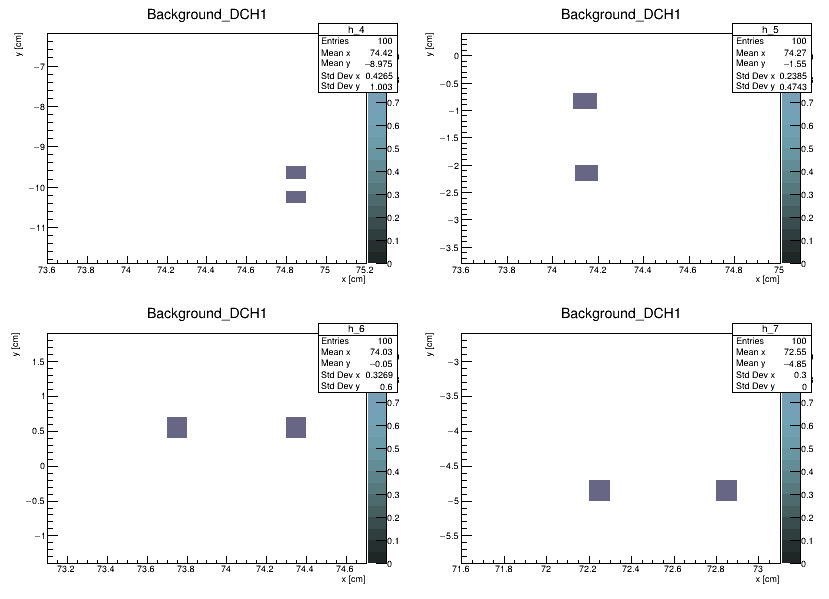 Background_DCH1
h_4
Entries 100
Mean x 74.42
Mean y −8.975
Std Dev x 0.4265
Std Dev y 1.003
y [cm]
−7
−8
−9
−10
−11
73.6 73.8 74 74.2 74.4 74.6 74.8 75 75.2
x [cm]
0.7
0.6
0.5
0.4
0.3
0.2
0.1
0
Background_DCH1
h_5
Entries 100
Mean x 74.27
Mean y −1.55
Std Dev x 0.2385
Std Dev y 0.4743
y [cm]
0
−0.5
−1
−1.5
−2
−2.5
−3
−3.5
73.6 73.8 74 74.2 74.4 74.6 74.8 75
x [cm]
0.7
0.6
0.5
0.4
0.3
0.2
0.1
0
Background_DCH1
h_6
Entries 100
Mean x 74.03
Mean y −0.05
Std Dev x 0.3269
Std Dev y 0.6
y [cm]
1.5
1
0.5
0
−0.5
−1
73.2 73.4 73.6 73.8 74 74.2 74.4 74.6
x [cm]
0.7
0.6
0.5
0.4
0.3
0.2
0.1
0
Background_DCH1
h_7
Entries 100
Mean x 72.55
Mean y −4.85
Std Dev x 0.3
Std Dev y 0
y [cm]
−3
−3.5
−4
−4.5
−5
−5.5
71.6 71.8 72 72.2 72.4 72.6 72.8 73
x [cm]
0.7
0.6
0.5
0.4
0.3
0.2
0.1
0